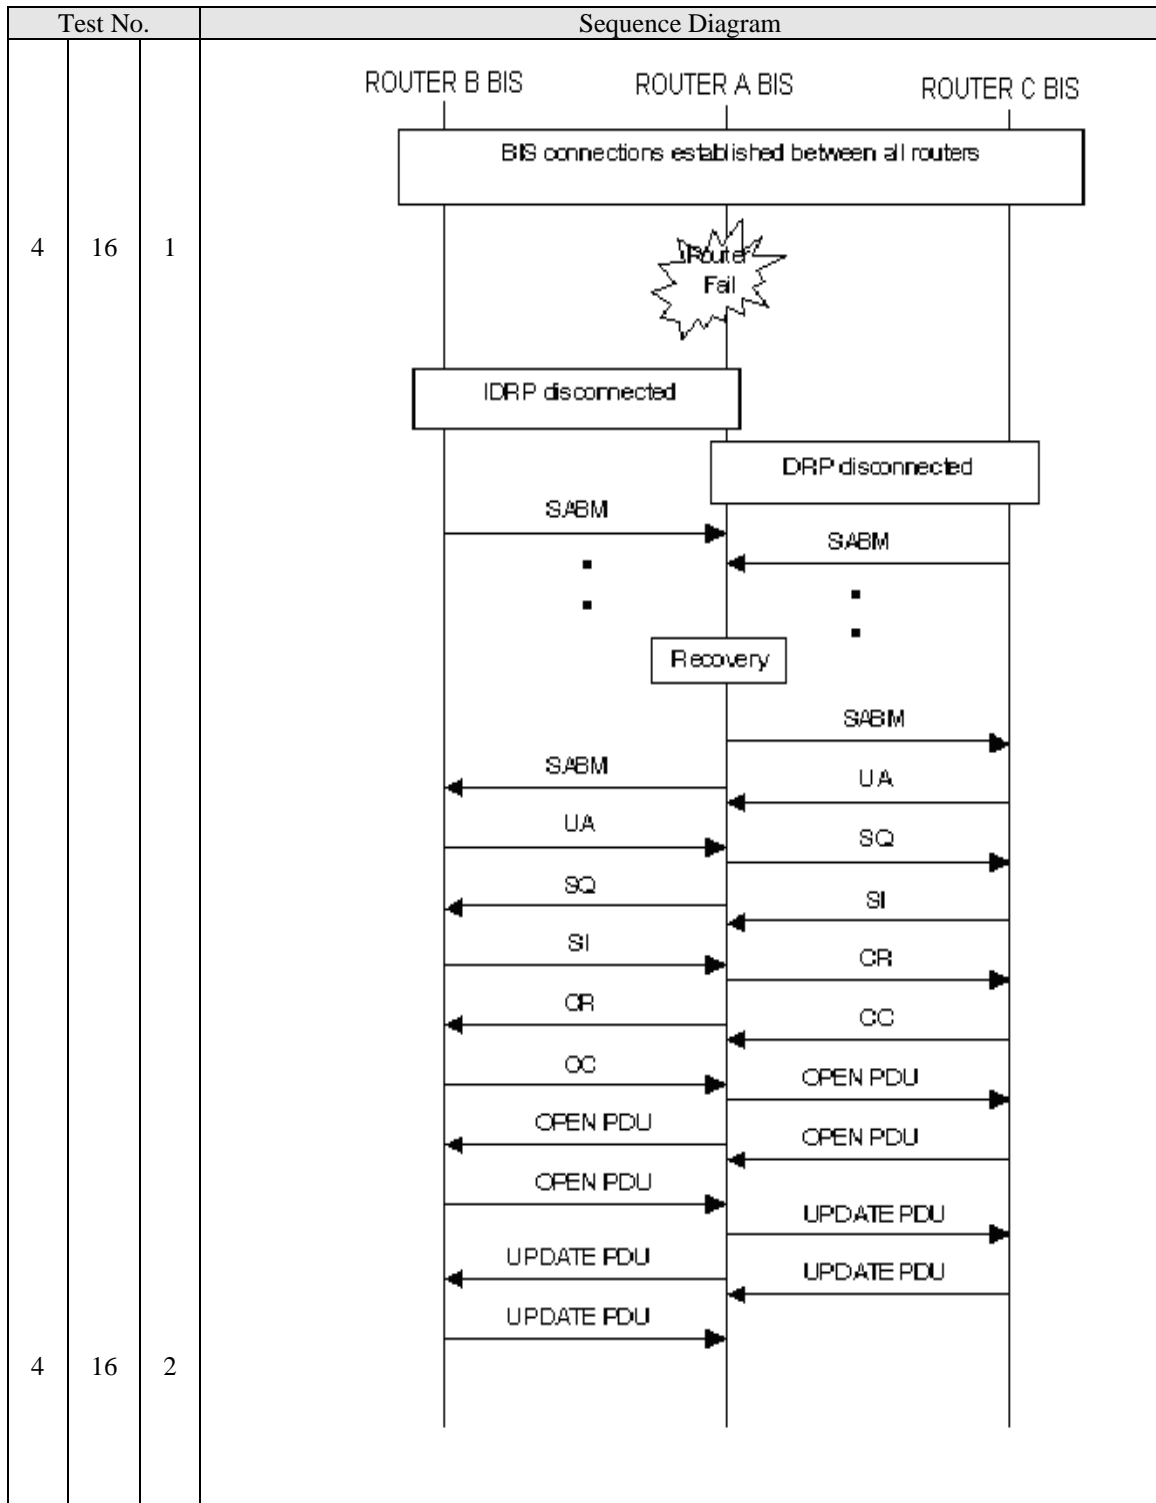 Test No. Sequence Diagram
ROUTER B BIS ROUTER A BIS ROUTER C BIS
BIS connections established between all routers
4 16 1
Router
Fail
IDRP disconnected
IDRP disconnected
SABM
SABM
Recovery
SABM
SABM
UA
UA
SQ
SQ
SI
SI
CR
CR
CC
CC
OPEN PDU
OPEN PDU
OPEN PDU
OPEN PDU
UPDATE PDU
UPDATE PDU
UPDATE PDU
UPDATE PDU
4 16 2